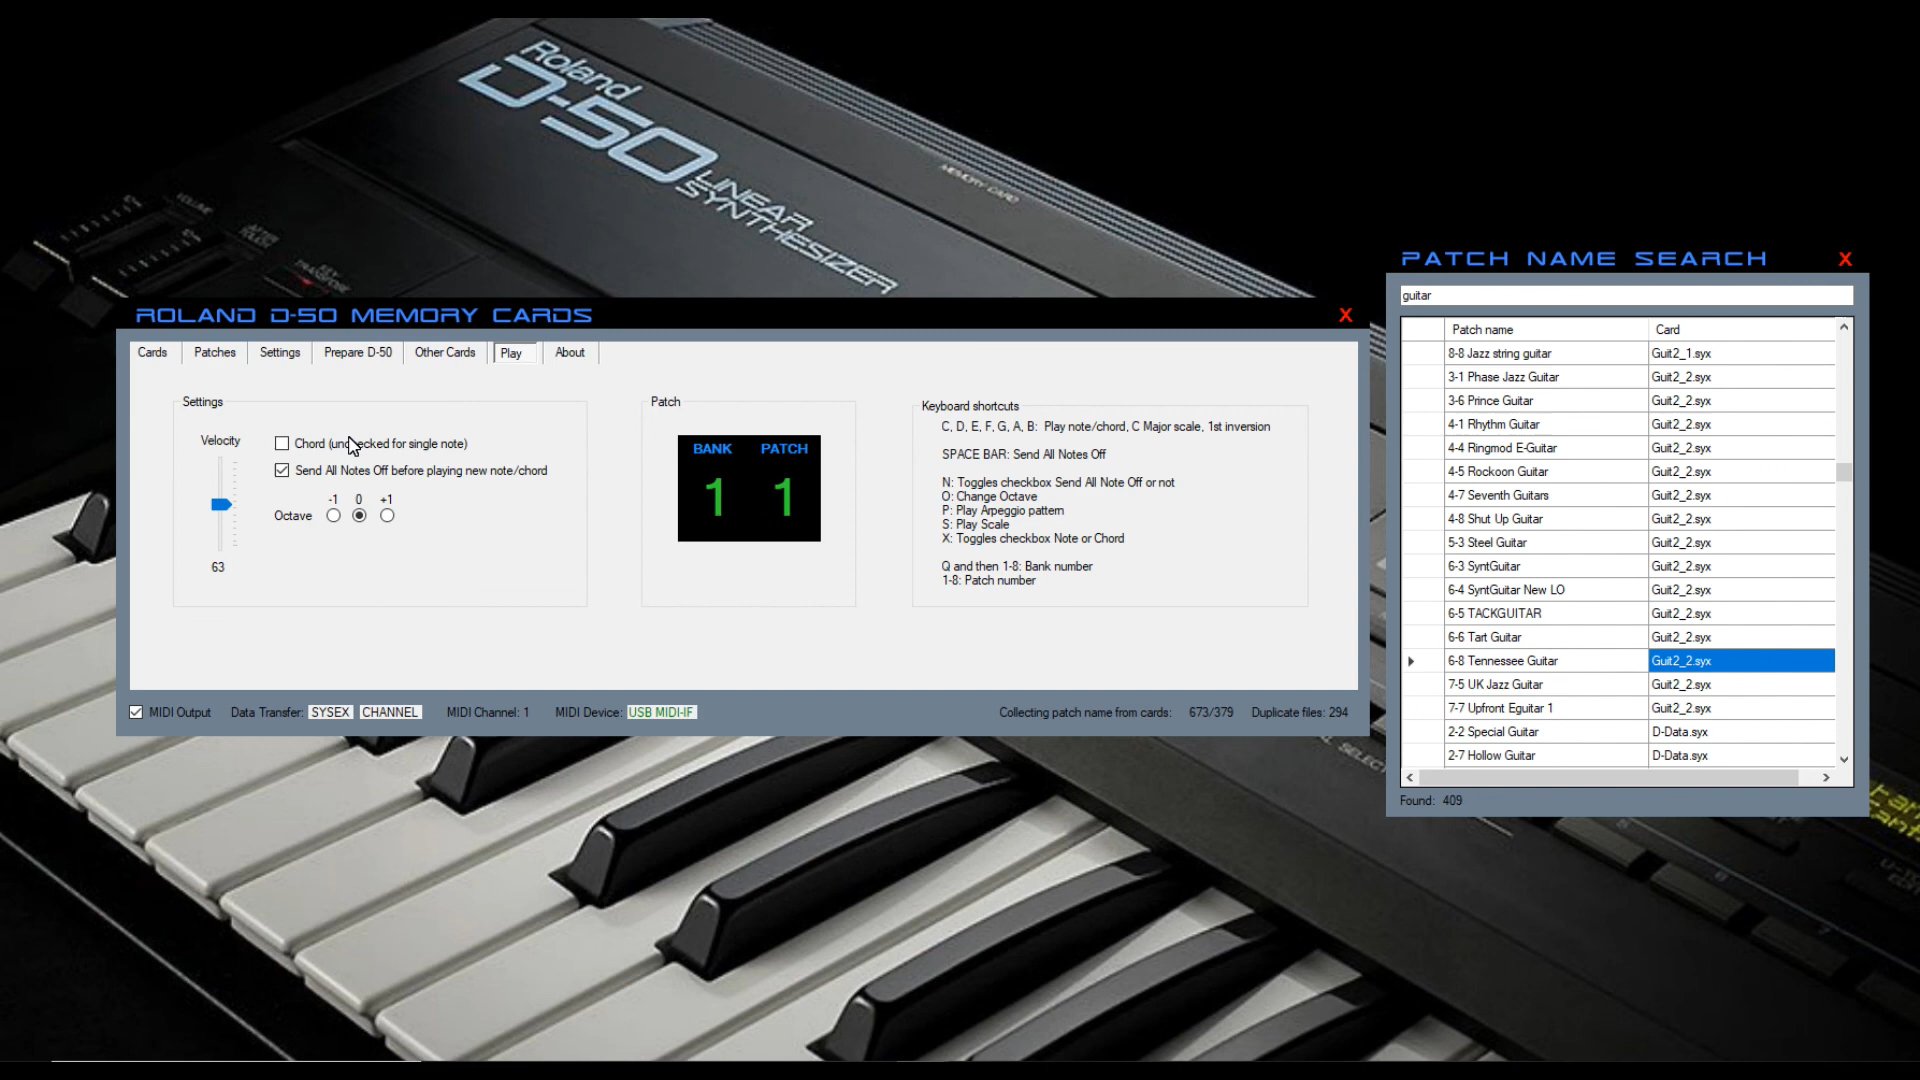 Roland
D-50
LINEAR
SYNTHESIZER
MEMORY CARD
VOLUME
KEY
TRANSPOSE
ROLAND D-50 MEMORY CARDS
X
Cards
Patches
Settings
Prepare D-50
Other Cards
Play
About
Settings
Velocity
63
Chord (unchecked for single note)
Send All Notes Off before playing new note/chord
-1 0 +1
Octave
Patch
BANK PATCH
1 1
Keyboard shortcuts
C, D, E, F, G, A, B: Play note/chord, C Major scale, 1st inversion
SPACE BAR: Send All Notes Off
N: Toggles checkbox Send All Note Off or not
O: Change Octave
P: Play Arpeggio pattern
S: Play Scale
X: Toggles checkbox Note or Chord
Q and then 1-8: Bank number
1-8: Patch number
MIDI Output Data Transfer: SYSEX CHANNEL MIDI Channel: 1 MIDI Device: USB MIDI-IF Collecting patch name from cards: 673/379 Duplicate files: 294
PATCH NAME SEARCH
X
guitar
Patch name Card
8-8 Jazz string guitar Guit2_1.syx
3-1 Phase Jazz Guitar Guit2_2.syx
3-6 Prince Guitar Guit2_2.syx
4-1 Rhythm Guitar Guit2_2.syx
4-4 Ringmod E-Guitar Guit2_2.syx
4-5 Rockoon Guitar Guit2_2.syx
4-7 Seventh Guitars Guit2_2.syx
4-8 Shut Up Guitar Guit2_2.syx
5-3 Steel Guitar Guit2_2.syx
6-3 SyntGuitar Guit2_2.syx
6-4 SyntGuitar New LO Guit2_2.syx
6-5 TACKGUITAR Guit2_2.syx
6-6 Tart Guitar Guit2_2.syx
6-8 Tennessee Guitar Guit2_2.syx
7-5 UK Jazz Guitar Guit2_2.syx
7-7 Upfront Eguitar 1 Guit2_2.syx
2-2 Special Guitar D-Data.syx
2-7 Hollow Guitar D-Data.syx
Found: 409